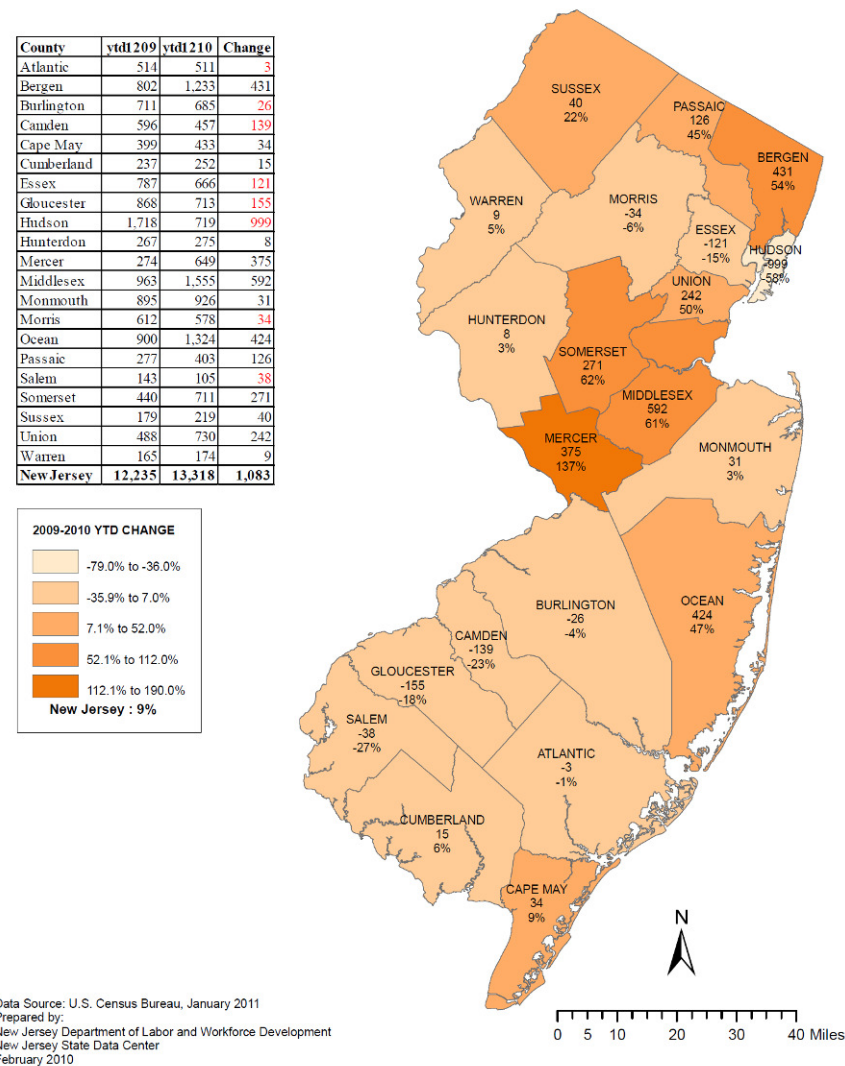 County ytd1209 ytd1210 Change
Atlantic 514 511 3
Bergen 802 1,233 431
Burlington 711 685 26
Camden 596 457 139
Cape May 399 433 34
Cumberland 237 252 15
Essex 787 666 121
Gloucester 868 713 155
Hudson 1,718 719 999
Hunterdon 267 275 8
Mercer 274 649 375
Middlesex 963 1,555 592
Monmouth 895 926 31
Morris 612 578 34
Ocean 900 1,324 424
Passaic 277 403 126
Salem 143 105 38
Somerset 440 711 271
Sussex 179 219 40
Union 488 730 242
Warren 165 174 9
New Jersey 12,235 13,318 1,083
2009-2010 YTD CHANGE
-79.0% to -36.0%
-35.9% to 7.0%
7.1% to 52.0%
52.1% to 112.0%
112.1% to 190.0%
New Jersey : 9%
SUSSEX
40
22%
PASSAIC
126
45%
BERGEN
431
54%
WARREN
9
5%
MORRIS
-34
-6%
ESSEX
-121
-15%
HUDSON
-999
-58%
UNION
242
50%
HUNTERDON
8
3%
SOMERSET
271
62%
MIDDLESEX
592
61%
MERCER
375
137%
MONMOUTH
31
3%
OCEAN
424
47%
BURLINGTON
-26
-4%
CAMDEN
-139
-23%
GLOUCESTER
-155
-18%
SALEM
-38
-27%
ATLANTIC
-3
-1%
CUMBERLAND
15
6%
CAPE MAY
34
9%
N
0 5 10 20 30 40 Miles
Data Source: U.S. Census Bureau, January 2011
Prepared by:
New Jersey Department of Labor and Workforce Development
New Jersey State Data Center
February 2010